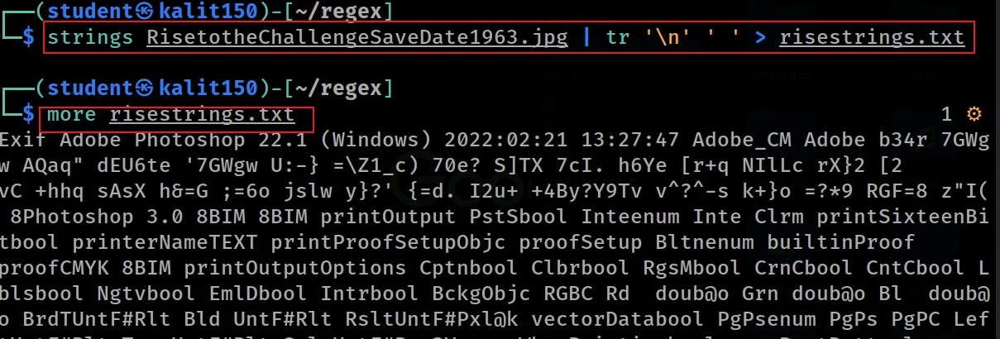 (student㉿kalit150)-[~/regex]
$ strings RisetotheChallengeSaveDate1963.jpg | tr '\n' ' ' > risestrings.txt
(student㉿kalit150)-[~/regex]
$ more risestrings.txt 1 ⚙
Exif Adobe Photoshop 22.1 (Windows) 2022:02:21 13:27:47 Adobe_CM Adobe b34r 7GWg
w AQaq" dEU6te '7GWgw U:-} =\Z1_c) 70e? S]TX 7cI. h6Ye [r+q NIlLc rX}2 [2
vC +hhq sAsX h&=G ;=6o jslw y}?' {=d. I2u+ +4By?Y9Tv v^?^-s k+}o =?*9 RGF=8 z"I(
8Photoshop 3.0 8BIM 8BIM printOutput PstSbool Inteenum Inte Clrm printSixteenBi
tbool printerNameTEXT printProofSetupObjc proofSetup Bltnenum builtinProof
proofCMYK 8BIM printOutputOptions Cptnbool Clbrbool RgsMbool CrnCbool CntCbool L
blsbool Ngtvbool EmlDbool Intrbool BckgObjc RGBC Rd doub@o Grn doub@o Bl doub@
o BrdTUntF#Rlt Bld UntF#Rlt RsltUntF#Pxl@k vectorDatabool PgPsenum PgPs PgPC Lef